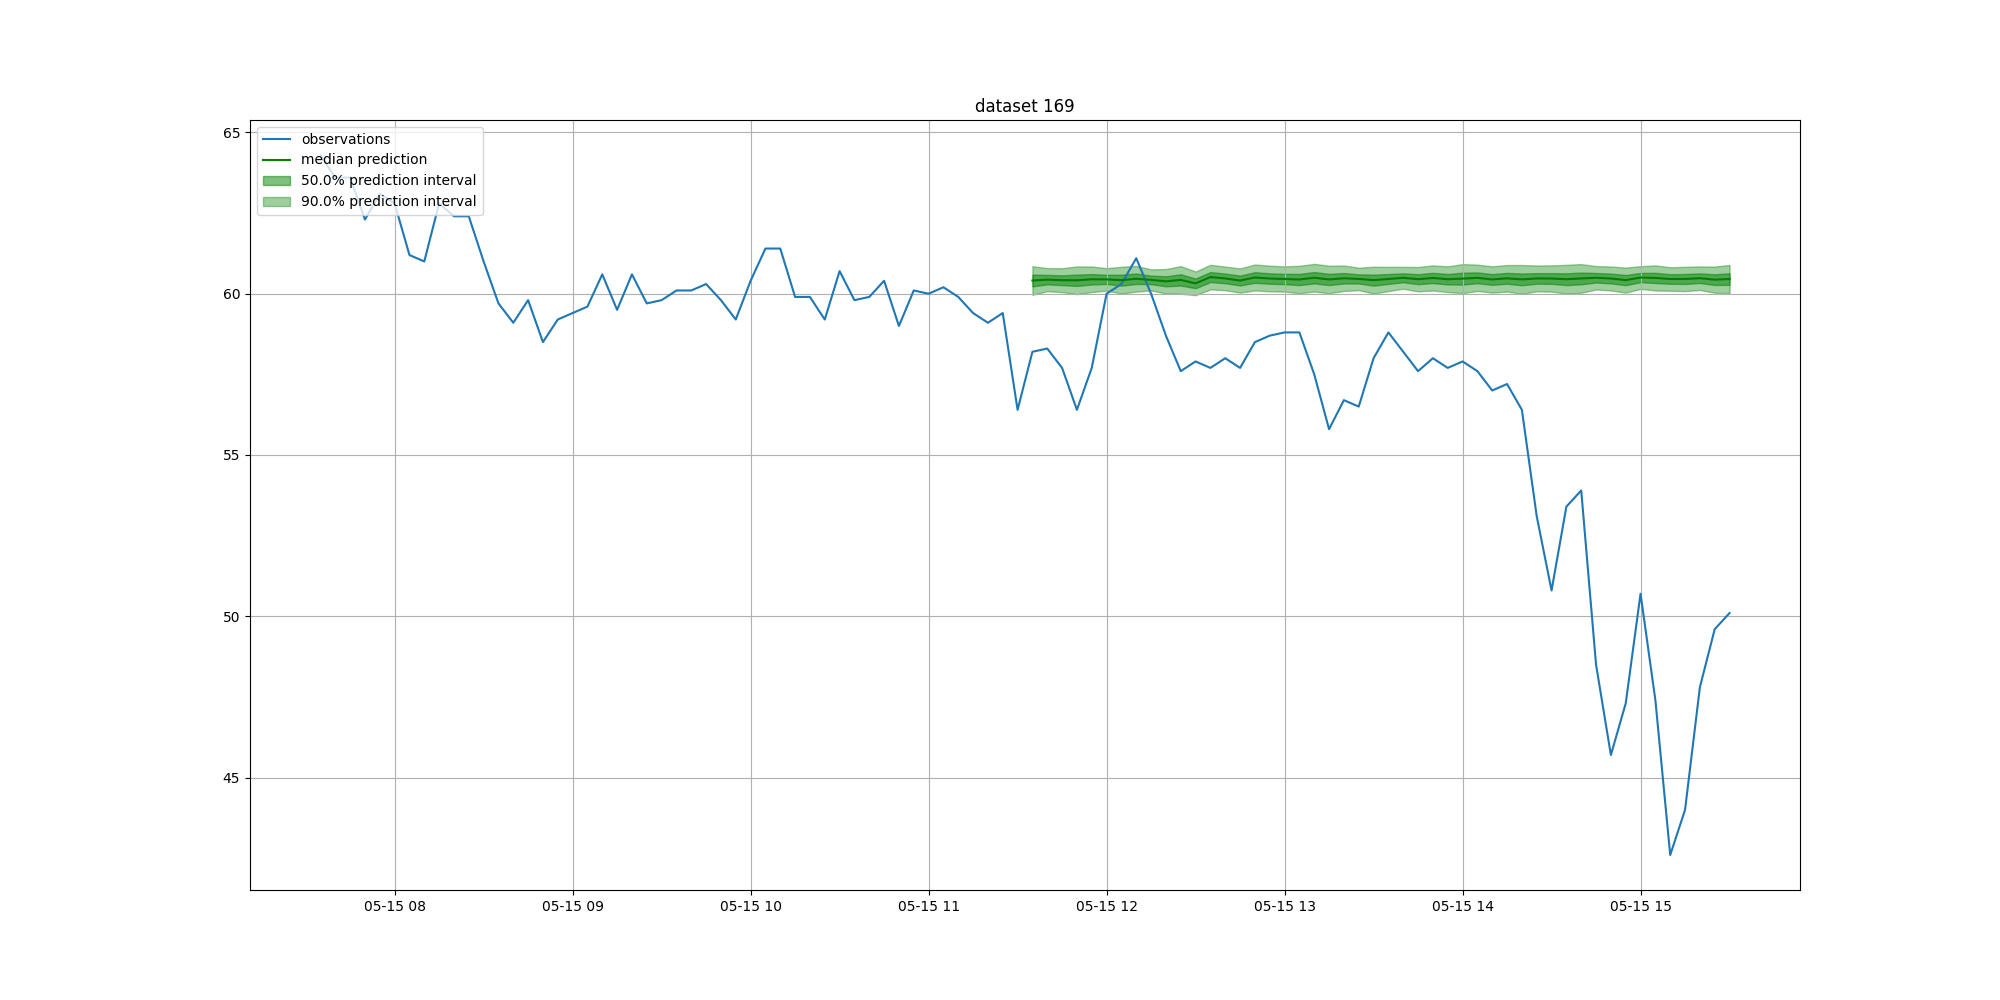 dataset 169
65
observations
median prediction
50.0% prediction interval
90.0% prediction interval
60
55
50
45
05-15 08 05-15 09 05-15 10 05-15 11 05-15 12 05-15 13 05-15 14 05-15 15